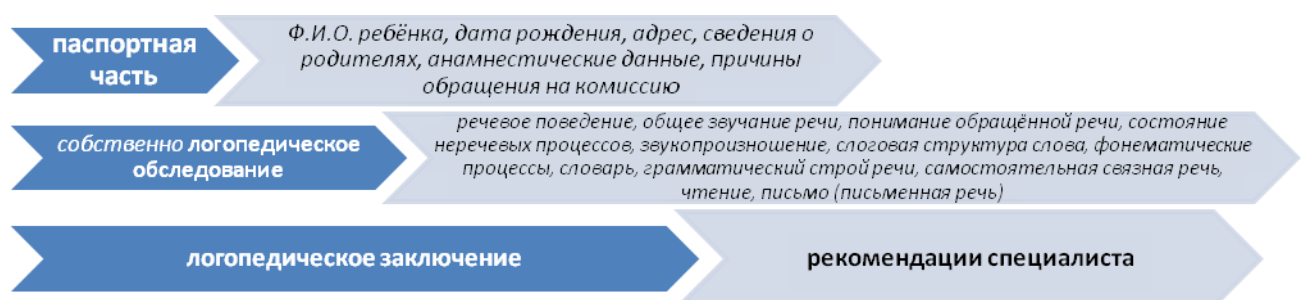 паспортная
часть
Ф.И.О. ребёнка, дата рождения, адрес, сведения о
родителях, анамнестические данные, причины
обращения на комиссию
собственно логопедическое
обследование
речевое поведение, общее звучание речи, понимание обращённой речи, состояние
неречевых процессов, звукопроизношение, слоговая структура слова, фонематические
процессы, словарь, грамматический строй речи, самостоятельная связная речь,
чтение, письмо (письменная речь)
логопедическое заключение
рекомендации специалиста